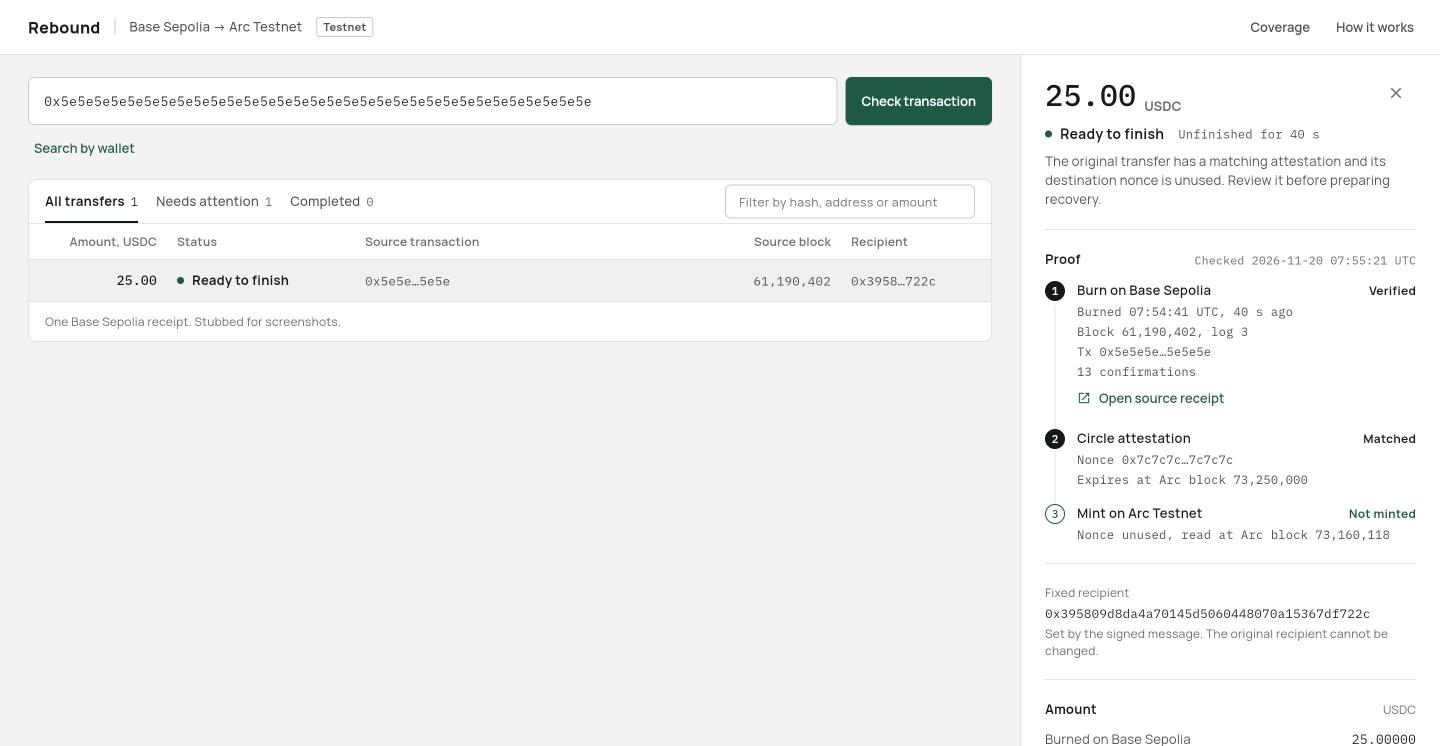 Rebound
Base Sepolia → Arc Testnet
Testnet
Coverage
How it works
0x5e5e5e5e5e5e5e5e5e5e5e5e5e5e5e5e5e5e5e5e5e5e5e5e5e5e5e5e5e5e5e5e
Check transaction
Search by wallet
All transfers 1
Needs attention 1
Completed 0
Filter by hash, address or amount
Amount, USDC Status Source transaction Source block Recipient
25.00 Ready to finish 0x5e5e…5e5e 61,190,402 0x3958…722c
One Base Sepolia receipt. Stubbed for screenshots.
25.00 USDC
Ready to finish Unfinished for 40 s
The original transfer has a matching attestation and its
destination nonce is unused. Review it before preparing
recovery.
Proof Checked 2026-11-20 07:55:21 UTC
1 Burn on Base Sepolia Verified
Burned 07:54:41 UTC, 40 s ago
Block 61,190,402, log 3
Tx 0x5e5e5e…5e5e5e
13 confirmations
Open source receipt
2 Circle attestation Matched
Nonce 0x7c7c7c…7c7c7c
Expires at Arc block 73,250,000
3 Mint on Arc Testnet Not minted
Nonce unused, read at Arc block 73,160,118
Fixed recipient
0x395809d8da4a70145d5060448070a15367df722c
Set by the signed message. The original recipient cannot be
changed.
Amount USDC
Burned on Base Sepolia 25.00000